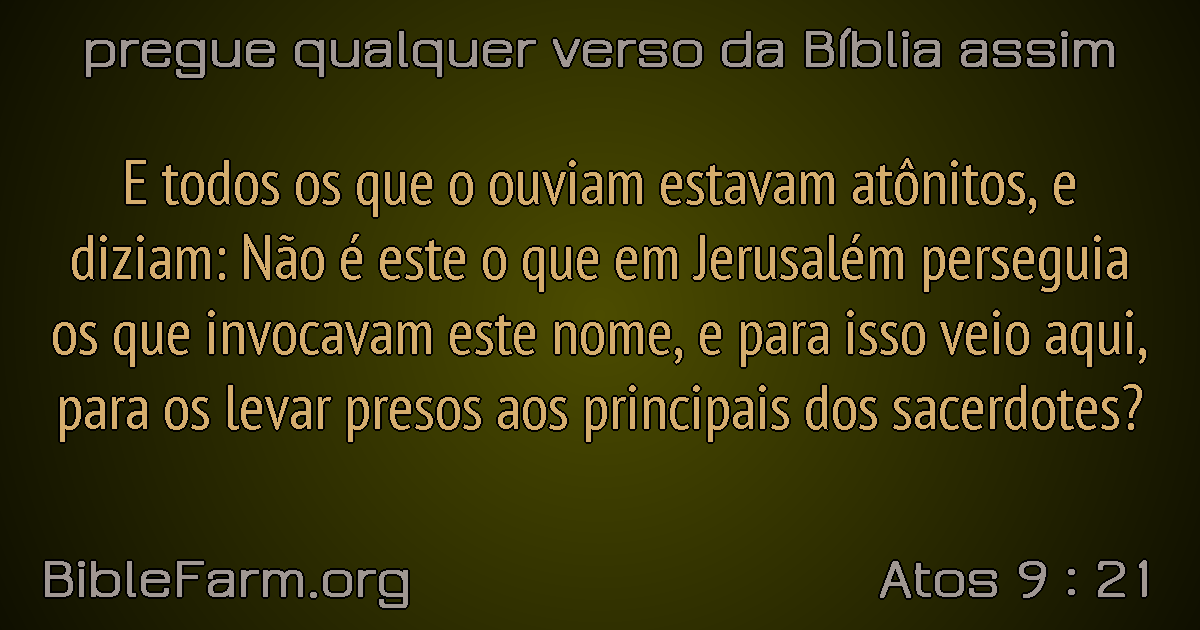 pregue qualquer verso da Bíblia assim
E todos os que o ouviam estavam atônitos, e
diziam: Não é este o que em Jerusalém perseguia
os que invocavam este nome, e para isso veio aqui,
para os levar presos aos principais dos sacerdotes?
BibleFarm.org
Atos 9 : 21